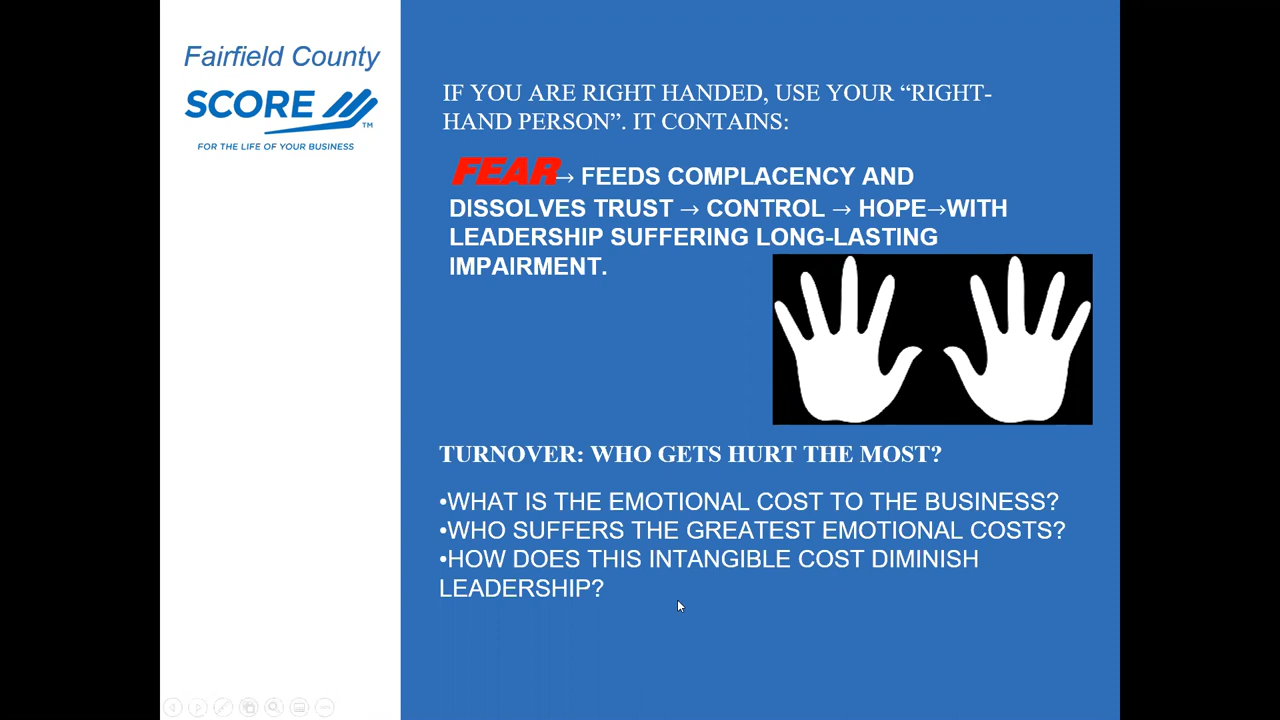 Fairfield County
SCORE
TM
FOR THE LIFE OF YOUR BUSINESS
IF YOU ARE RIGHT HANDED, USE YOUR “RIGHT-
HAND PERSON”. IT CONTAINS:
FEAR→ FEEDS COMPLACENCY AND
DISSOLVES TRUST → CONTROL → HOPE→WITH
LEADERSHIP SUFFERING LONG-LASTING
IMPAIRMENT.
TURNOVER: WHO GETS HURT THE MOST?
•WHAT IS THE EMOTIONAL COST TO THE BUSINESS?
•WHO SUFFERS THE GREATEST EMOTIONAL COSTS?
•HOW DOES THIS INTANGIBLE COST DIMINISH
LEADERSHIP?